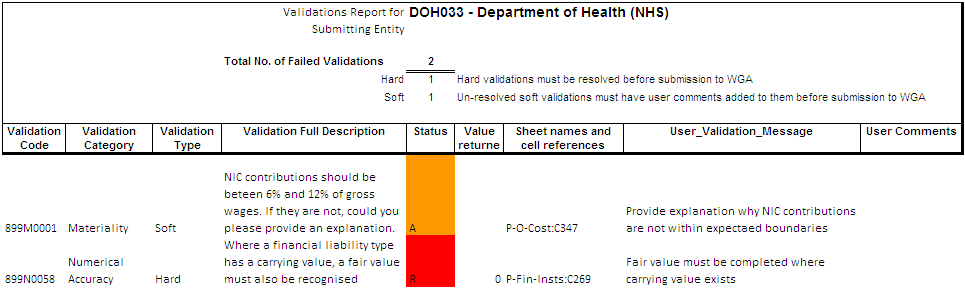 Validations Report for DOH033 - Department of Health (NHS)
Submitting Entity
Total No. of Failed Validations 2
Hard 1 Hard validations must be resolved before submission to WGA
Soft 1 Un-resolved soft validations must have user comments added to them before submission to WGA
Validation Code Validation Category Validation Type Validation Full Description Status Value returne Sheet names and cell references User_Validation_Message User Comments
NIC contributions should be
beteen 6% and 12% of gross
wages. If they are not, could you
please provide an explanation.
899M0001 Materiality Soft A P-O-Cost:C347
Provide explanation why NIC contributions
are not within expectaed boundaries
Where a financial liability type
has a carrying value, a fair value
must also be recognised
899N0058 Numerical Accuracy Hard R 0 P-Fin-Insts:C269
Fair value must be completed where
carrying value exists